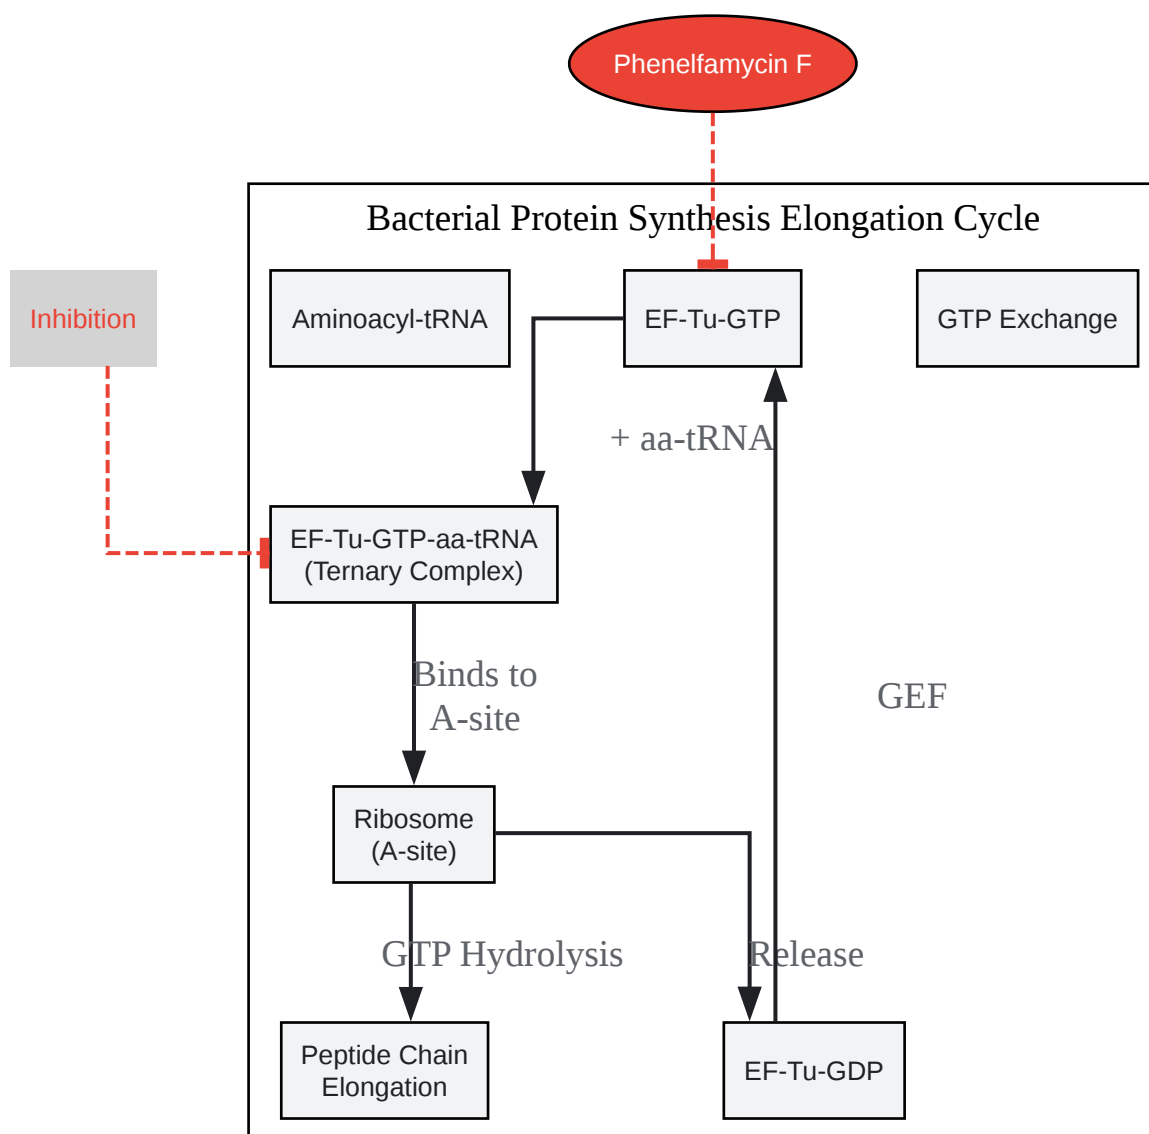 Phenelfamycin F
Bacterial Protein Synthesis Elongation Cycle
Inhibition
Aminoacyl-tRNA
EF-Tu-GTP
GTP Exchange
+ aa-tRNA
EF-Tu-GTP-aa-tRNA
(Ternary Complex)
Binds to
A-site
GEF
Ribosome
(A-site)
GTP Hydrolysis
Release
Peptide Chain
Elongation
EF-Tu-GDP